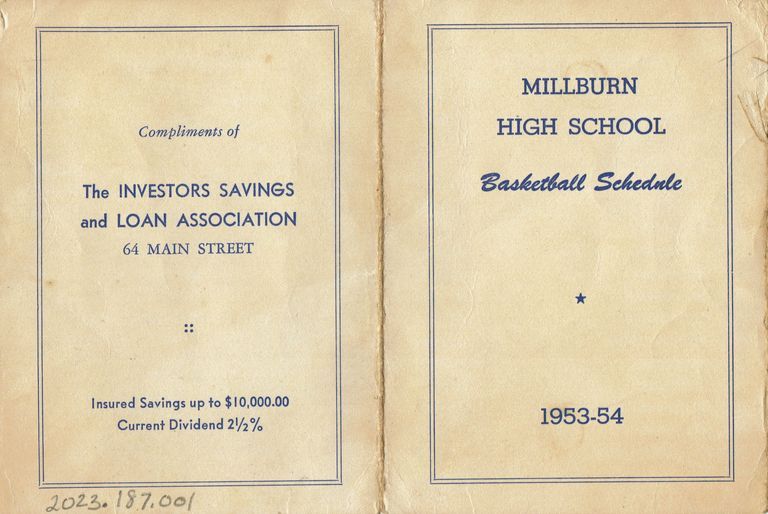 Compliments of
The INVESTORS SAVINGS
and LOAN ASSOCIATION
64 MAIN STREET
Insured Savings up to $10,000.00
Current Dividend 2½%
2023.187.001
MILLBURN
HIGH SCHOOL
Basketball Schedule
1953-54